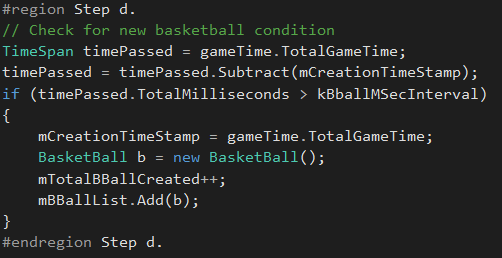 #region Step d.
// Check for new basketball condition
TimeSpan timePassed = gameTime.TotalGameTime;
timePassed = timePassed.Subtract(mCreationTimeStamp);
if (timePassed.TotalMilliseconds > kBballMSecInterval)
{
    mCreationTimeStamp = gameTime.TotalGameTime;
    BasketBall b = new BasketBall();
    mTotalBBallCreated++;
    mBBallList.Add(b);
}
#endregion Step d.